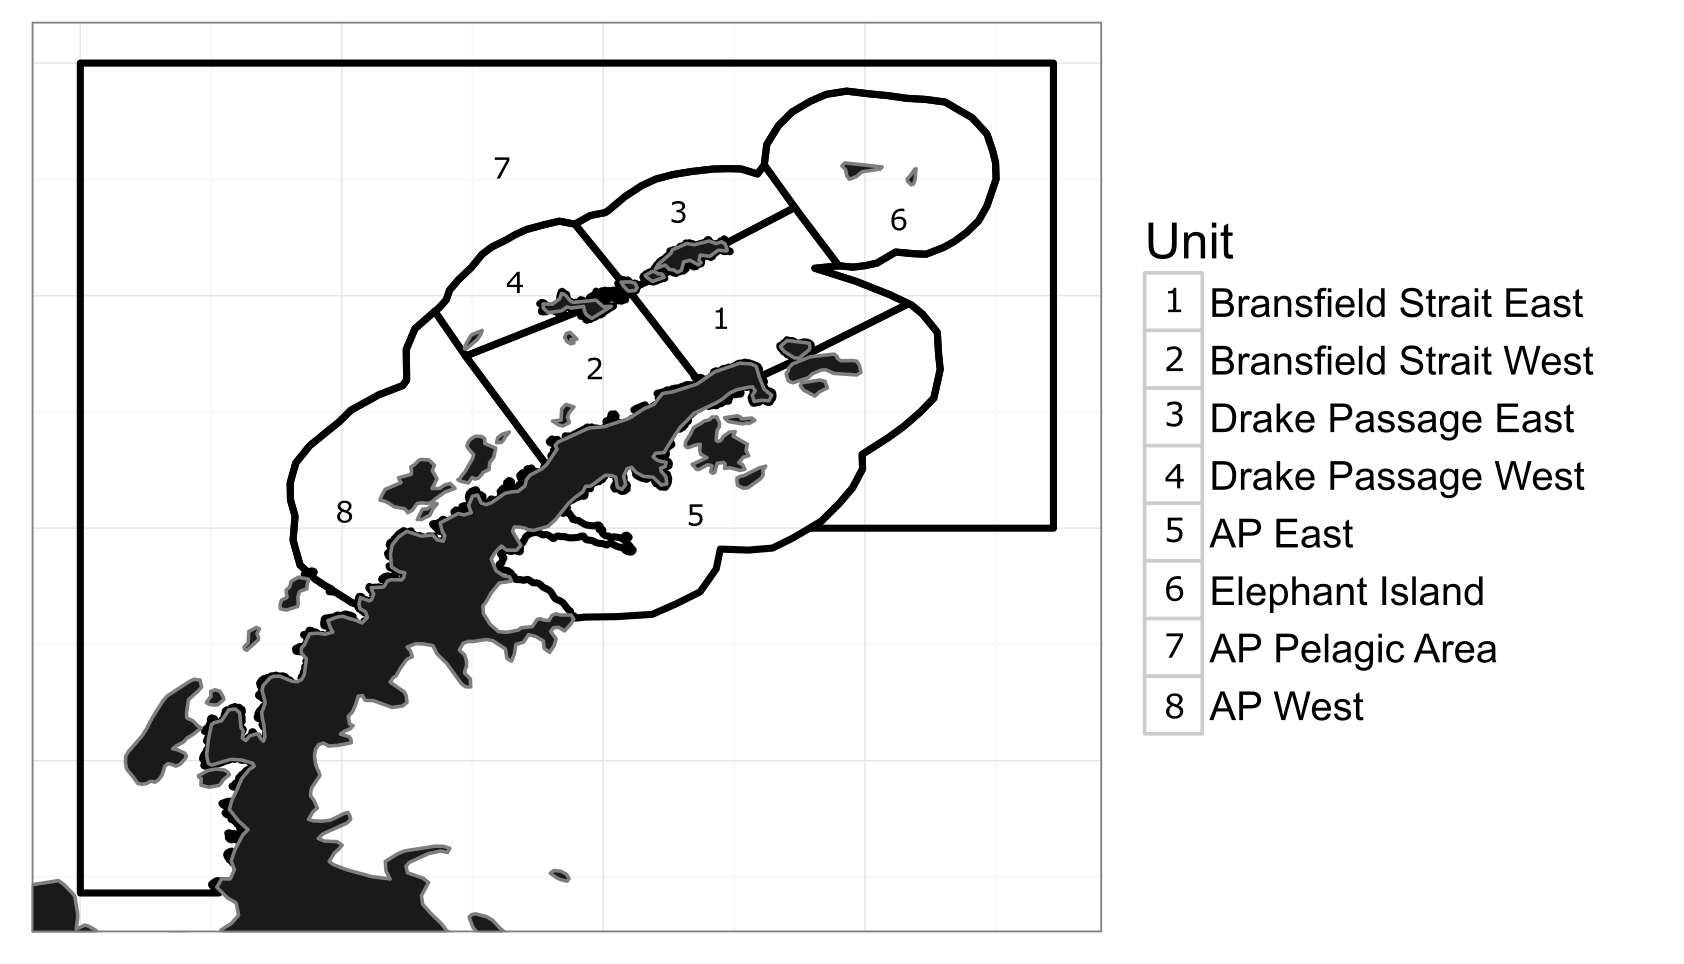 7
3
6
4
1
2
8
5
Unit
1 Bransfield Strait East
2 Bransfield Strait West
3 Drake Passage East
4 Drake Passage West
5 AP East
6 Elephant Island
7 AP Pelagic Area
8 AP West